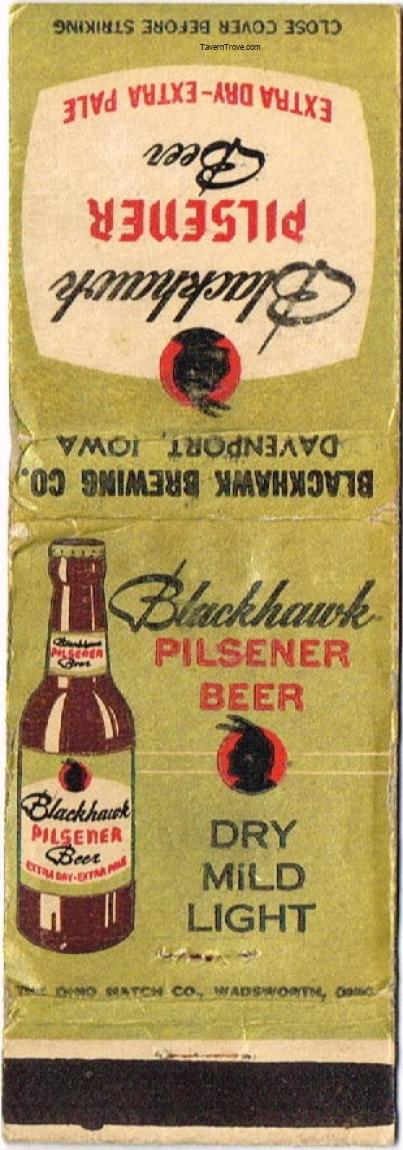 CLOSE COVER BEFORE STRIKING
TavernTrove.com
EXTRA DRY-EXTRA PALE
Beer
PILSENER
Blackhawk
DAVENPORT, IOWA
BLACKHAWK BREWING CO.
Blackhawk
PILSENER
BEER
Blackhawk
PILSENER
Beer
DRY
MILD
LIGHT
Blackhawk
PILSENER
Beer
EXTRA DRY-EXTRA PALE
THE OHIO MATCH CO., WADSWORTH, OHIO